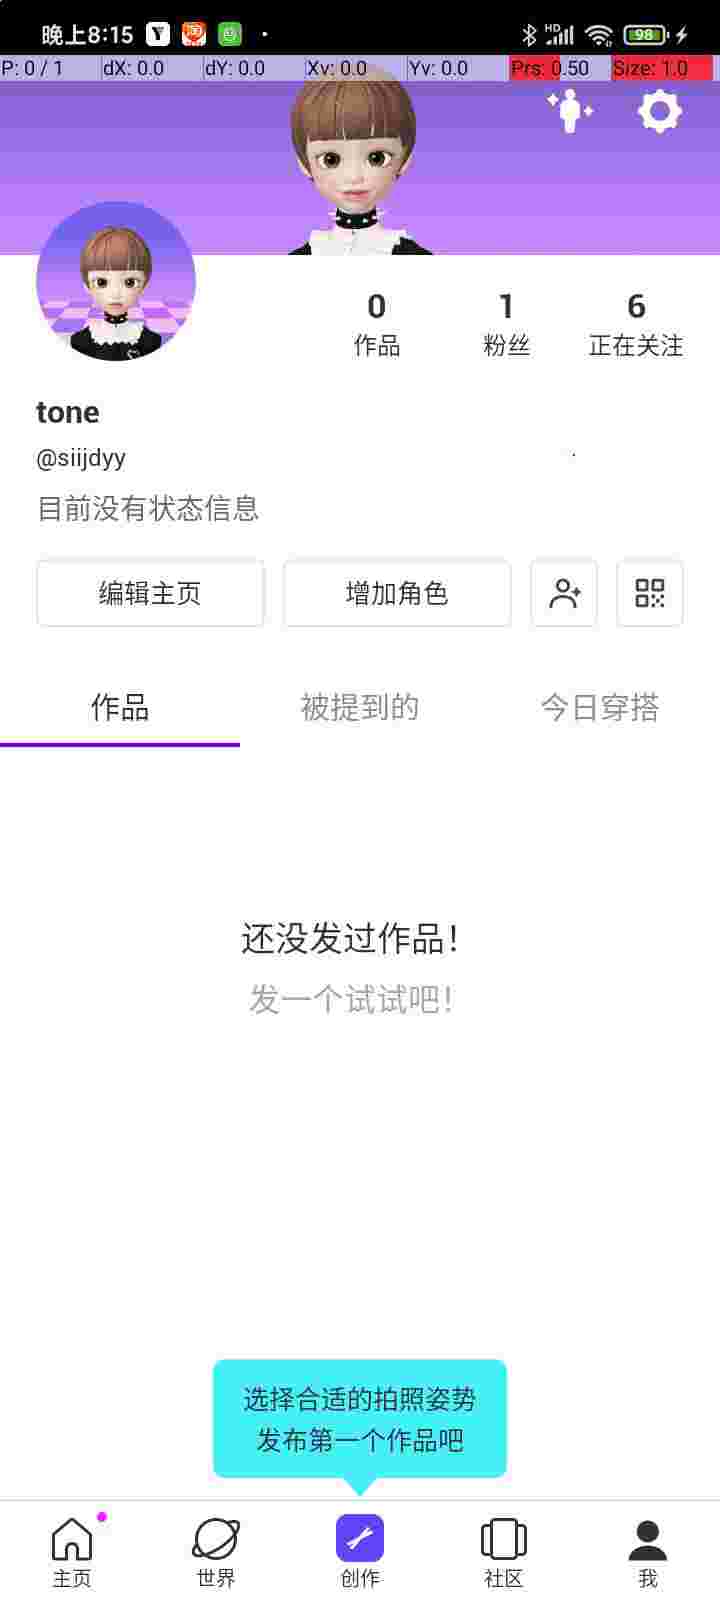 晚上8:15
HD
98
P: 0 / 1
dX: 0.0
dY: 0.0
Xv: 0.0
Yv: 0.0
Prs: 0.50
Size: 1.0
0
作品
1
粉丝
6
正在关注
tone
@siijdyy
目前没有状态信息
编辑主页
增加角色
作品
被提到的
今日穿搭
还没发过作品！
发一个试试吧！
选择合适的拍照姿势
发布第一个作品吧
主页
世界
创作
社区
我